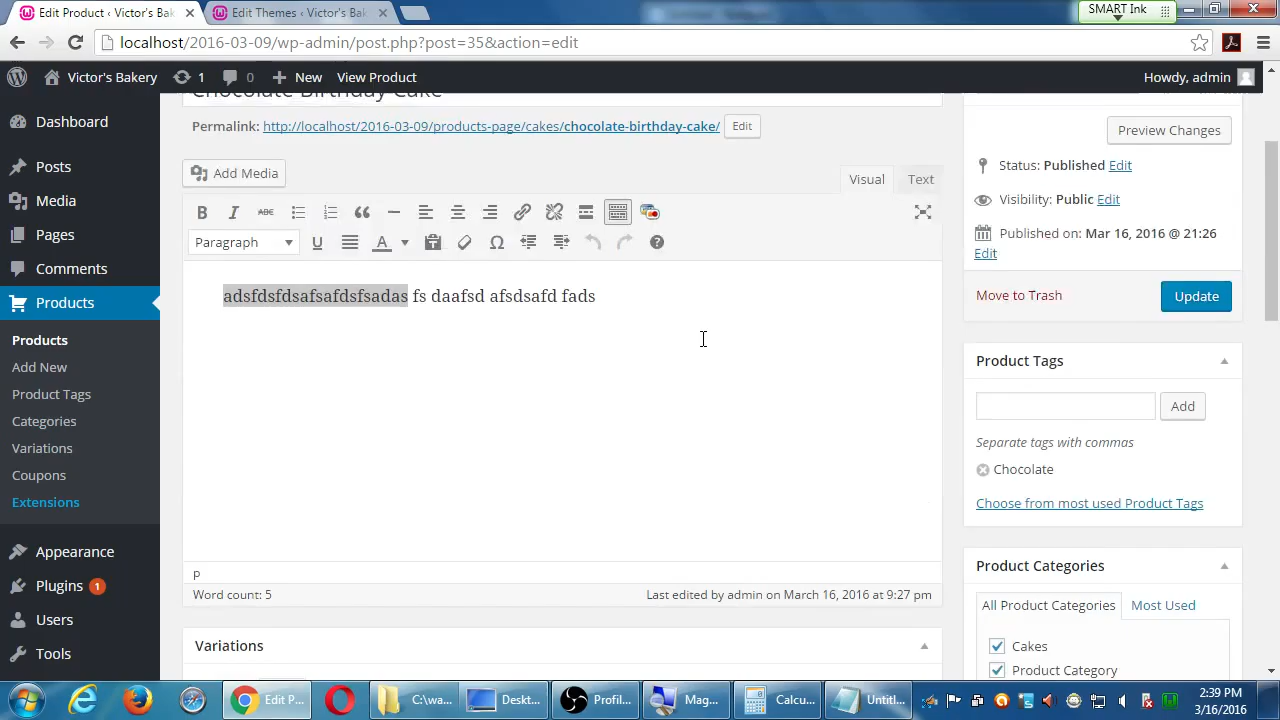 Edit Product ‹ Victor's Bak
Edit Themes ‹ Victor's Bak
SMART Ink
localhost/2016-03-09/wp-admin/post.php?post=35&action=edit
Victor's Bakery
1
0
New
View Product
Howdy, admin
Dashboard
Posts
Media
Pages
Comments
Products
Products
Add New
Product Tags
Categories
Variations
Coupons
Extensions
Appearance
Plugins 1
Users
Tools
Chocolate Birthday Cake
Permalink: http://localhost/2016-03-09/products-page/cakes/chocolate-birthday-cake/ Edit
Add Media
Visual
Text
B I ABC
Paragraph U A
adsfdsfdsafsafdsfsadas fs daafsd afsdsafd fads
p
Word count: 5
Last edited by admin on March 16, 2016 at 9:27 pm
Variations
Preview Changes
Status: Published Edit
Visibility: Public Edit
Published on: Mar 16, 2016 @ 21:26
Edit
Move to Trash
Update
Product Tags
Add
Separate tags with commas
Chocolate
Choose from most used Product Tags
Product Categories
All Product Categories
Most Used
Cakes
Product Category
Edit P...
C:\wa...
Deskt...
Profil...
Mag...
Calcu...
Untitl...
2:39 PM
3/16/2016